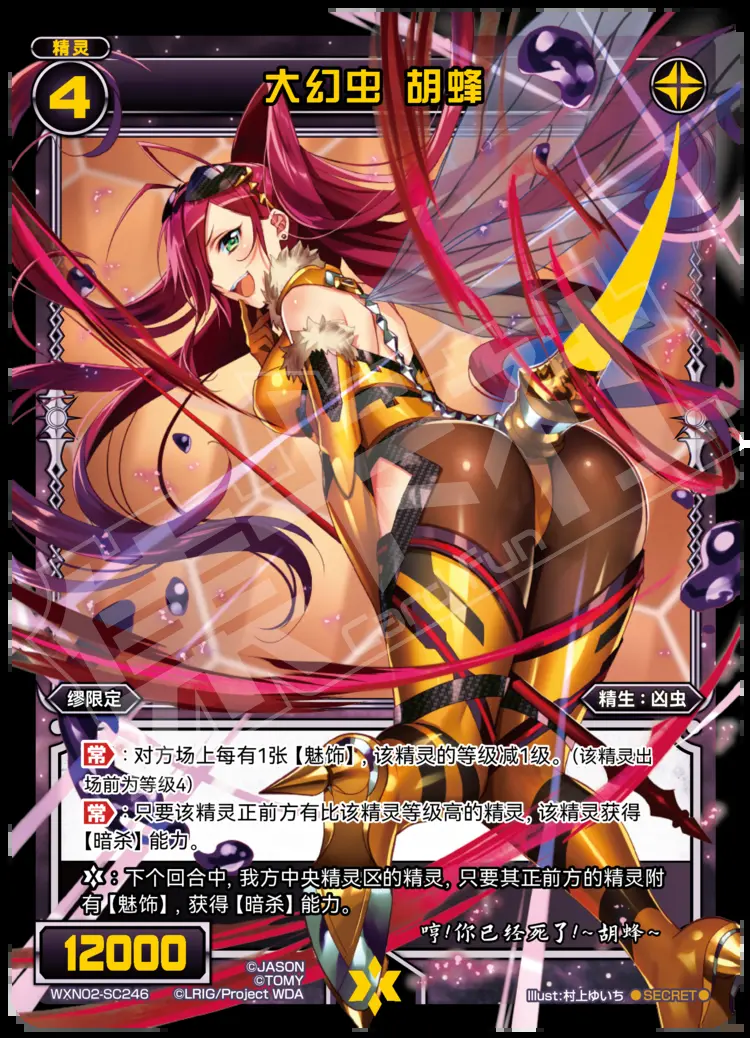 精灵
4
大幻虫 胡蜂
集换社
Card Fun
缪限定
精生：凶虫
常：对方场上每有1张【魅饰】，该精灵的等级减1级。（该精灵出
场前为等级4）
常：只要该精灵正前方有比该精灵等级高的精灵，该精灵获得
【暗杀】能力。
：下个回合中，我方中央精灵区的精灵，只要其正前方的精灵附
有【魅饰】，获得【暗杀】能力。
哼！你已经死了！~胡蜂~
12000
©JASON
©TOMY
WXN02-SC246 ©LRIG/Project WDA
Illust:村上ゆいち ●SECRET●